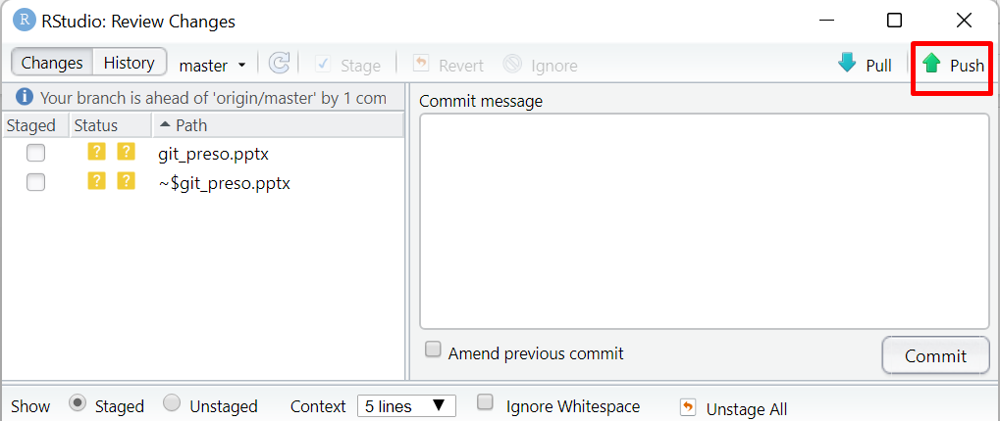 R RStudio: Review Changes
Changes History master Stage Revert Ignore Pull Push
Your branch is ahead of 'origin/master' by 1 com
Commit message
Staged Status Path
? ? git_preso.pptx
? ? ~$git_preso.pptx
Amend previous commit
Commit
Show Staged Unstaged Context 5 lines Ignore Whitespace Unstage All